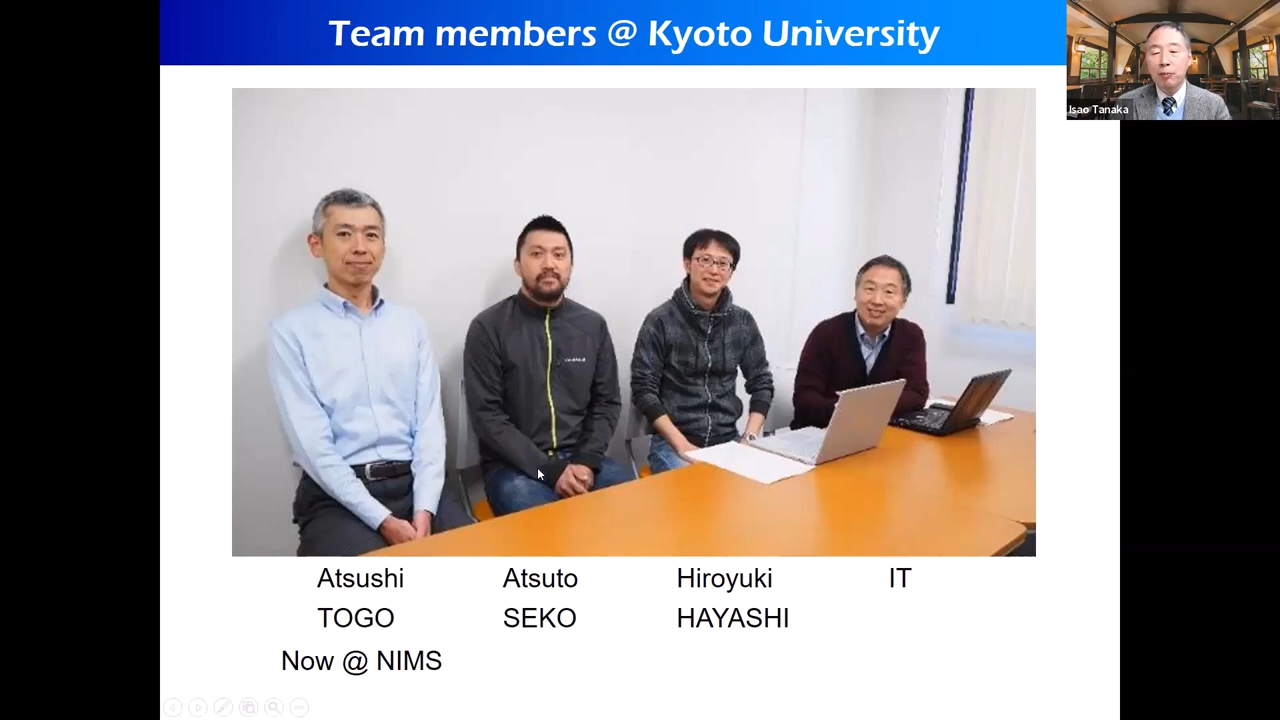 Team members @ Kyoto University
Isao Tanaka
Atsushi Atsuto Hiroyuki IT
TOGO SEKO HAYASHI
Now @ NIMS